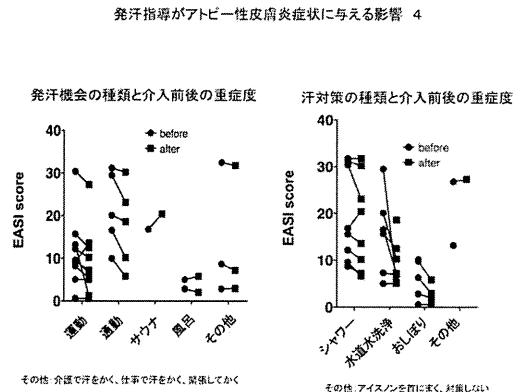 発汗指導がアトピー性皮膚炎症状に与える影響 4
発汗機会の種類と介入前後の重症度
EASI score
40
30
20
10
0
before
after
運動
通勤
サウナ
風呂
その他
その他 介護で汗をかく、仕事で汗をかく、緊張してかく
汗対策の種類と介入前後の重症度
EASI score
40
30
20
10
0
before
after
シャワー
水道水洗浄
おしぼり
その他
その他 アイスノンを首にまく、対策しない